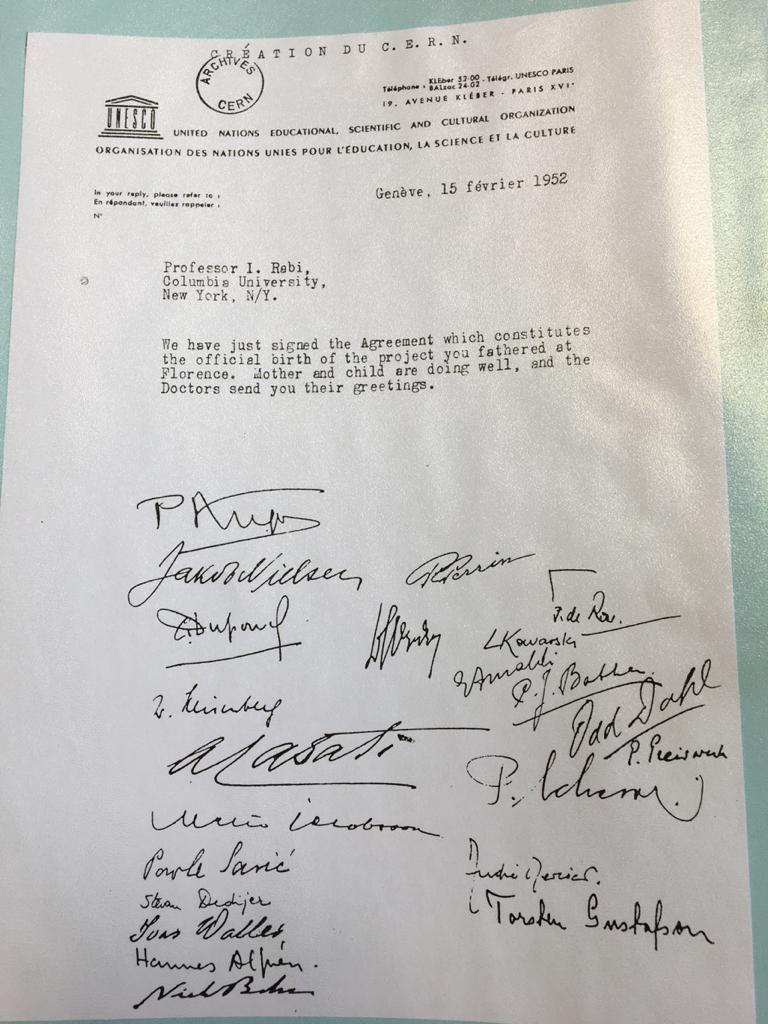 CRÉATION DU C. E. R. N.
ARCHIVES
CERN
Téléphone : KLEber 52-00 - Télégr. UNESCO PARIS
BALzac 24-02
19, AVENUE KLÉBER - PARIS XVIe
UNESCO
UNITED NATIONS EDUCATIONAL, SCIENTIFIC AND CULTURAL ORGANIZATION
ORGANISATION DES NATIONS UNIES POUR L'ÉDUCATION, LA SCIENCE ET LA CULTURE
In your reply, please refer to :
En répondant, veuillez rappeler :
N°
Genève, 15 février 1952
Professor I. Rabi,
Columbia University,
New York, N/Y.
We have just signed the Agreement which constitutes
the official birth of the project you fathered at
Florence. Mother and child are doing well, and the
Doctors send you their greetings.
P Auger
Jakob Nielsen
F Perrin
J. de
L Kowarski
E Amaldi
W. Heisenberg
Odd Dahl
P. Preiswerk
A Casati
P. Scherrer
Pavle Savić
André Mercier.
Stevan Dedijer
Torsten Gustafson
Ivar Waller
Hannes Alfvén.
Niels Bohr